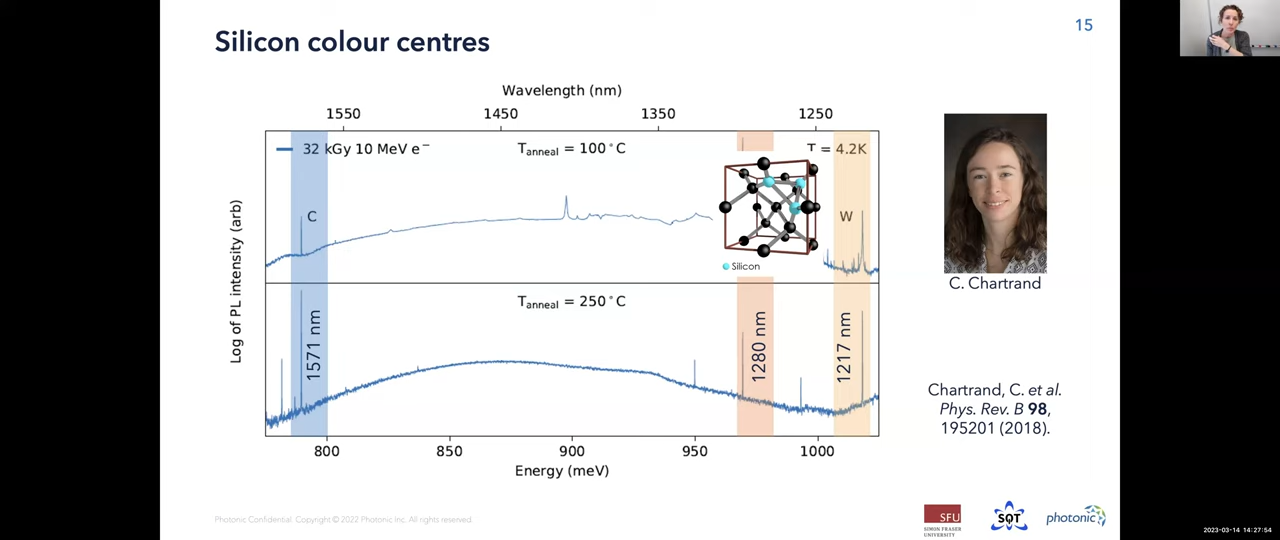 15
Silicon colour centres
Wavelength (nm)
1550 1450 1350 1250
32 kGy 10 MeV e⁻
T_anneal = 100°C
T = 4.2K
C
W
Silicon
Log of PL intensity (arb)
T_anneal = 250°C
1571 nm
1280 nm
1217 nm
800 850 900 950 1000
Energy (meV)
C. Chartrand
Chartrand, C. et al.
Phys. Rev. B 98,
195201 (2018).
Photonic Confidential. Copyright © 2022 Photonic Inc. All rights reserved.
SFU
SIMON FRASER
UNIVERSITY
SQT
photonic
2023-03-14 14:27:54